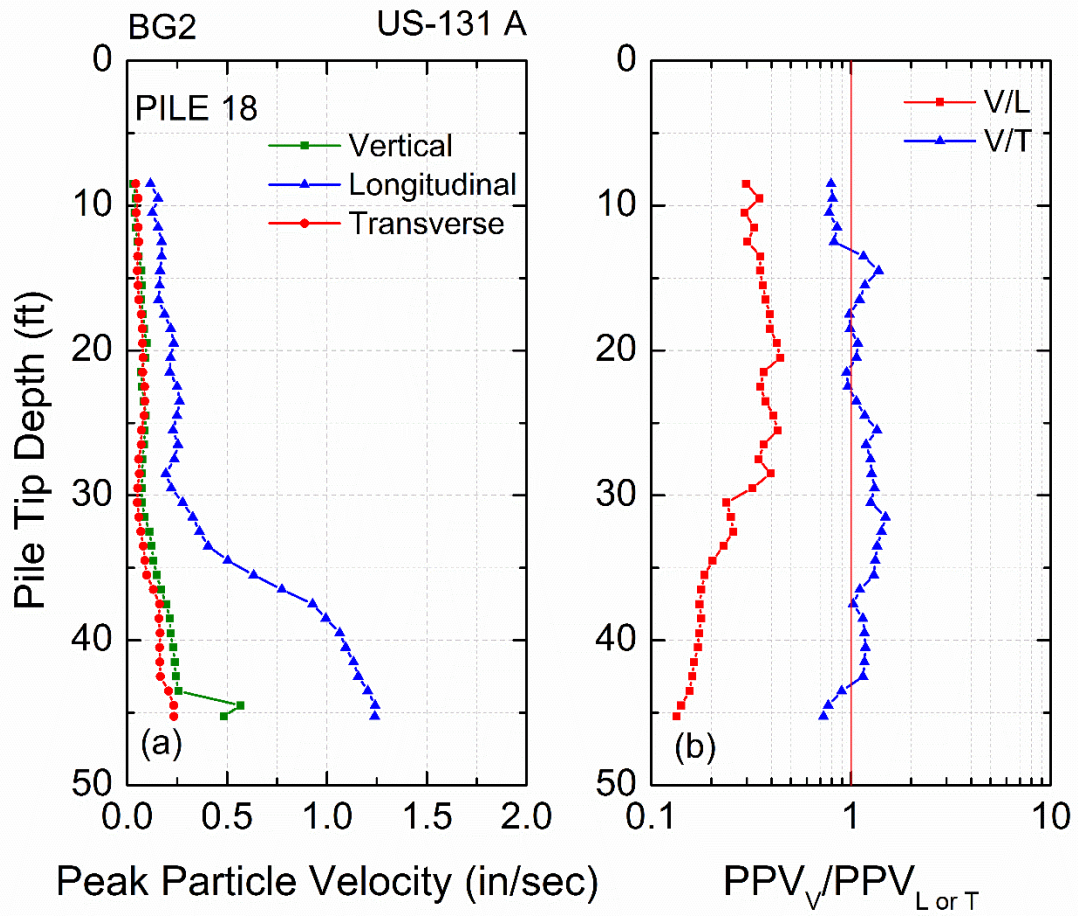 BG2 US-131 A
PILE 18
Vertical
Longitudinal
Transverse
0
10
20
30
40
50
Pile Tip Depth (ft)
(a)
0.0 0.5 1.0 1.5 2.0
Peak Particle Velocity (in/sec)
V/L
V/T
0
10
20
30
40
50
(b)
0.1 1 10
PPVV/PPVL or T